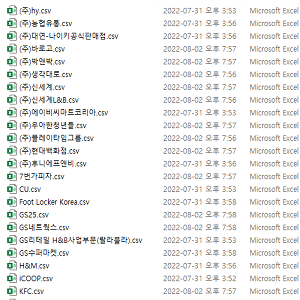 (주)hy.csv 2022-07-31 오후 3:53 Microsoft Excel
(주)농협유통.csv 2022-07-31 오후 3:56 Microsoft Excel
(주)대연-나이키공식판매점.csv 2022-07-31 오후 3:56 Microsoft Excel
(주)바로고.csv 2022-08-02 오후 7:57 Microsoft Excel
(주)빅앤빅.csv 2022-08-02 오후 7:57 Microsoft Excel
(주)생각대로.csv 2022-08-02 오후 7:56 Microsoft Excel
(주)신세계.csv 2022-08-02 오후 7:57 Microsoft Excel
(주)신세계L&B.csv 2022-08-02 오후 7:56 Microsoft Excel
(주)에이비씨마트코리아.csv 2022-07-31 오후 3:53 Microsoft Excel
(주)우아한청년들.csv 2022-08-02 오후 7:57 Microsoft Excel
(주)플레이타임그룹.csv 2022-08-02 오후 7:56 Microsoft Excel
(주)현대백화점.csv 2022-08-02 오후 7:57 Microsoft Excel
(주)후니에프앤비.csv 2022-07-31 오후 3:56 Microsoft Excel
7번가피자.csv 2022-08-02 오후 7:57 Microsoft Excel
CU.csv 2022-07-31 오후 3:53 Microsoft Excel
Foot Locker Korea.csv 2022-08-02 오후 7:58 Microsoft Excel
GS25.csv 2022-08-02 오후 7:58 Microsoft Excel
GS네트웍스.csv 2022-08-02 오후 7:58 Microsoft Excel
GS리테일 H&B사업부문(랄라블라).csv 2022-07-31 오후 3:53 Microsoft Excel
GS수퍼마켓.csv 2022-07-31 오후 3:58 Microsoft Excel
H&M.csv 2022-07-31 오후 3:56 Microsoft Excel
iCOOP.csv 2022-07-31 오후 3:52 Microsoft Excel
KFC.csv 2022-08-02 오후 7:57 Microsoft Excel